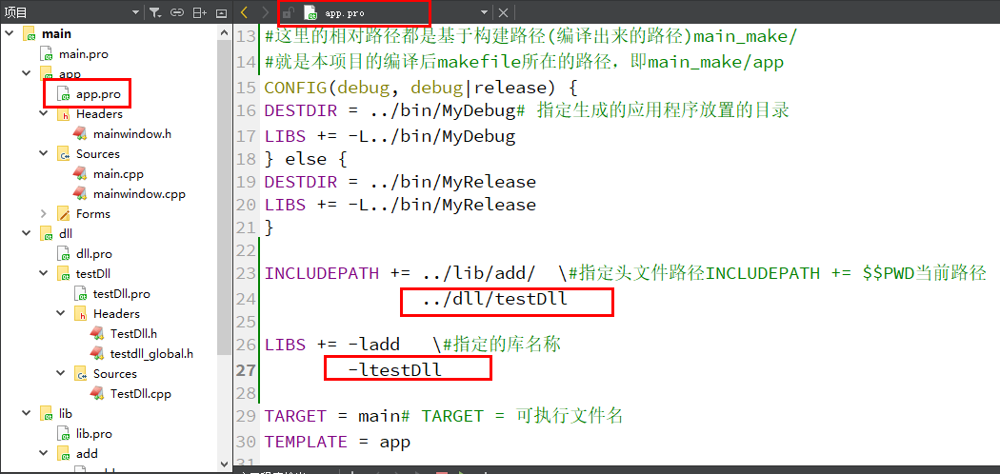 项目
app.pro
main
main.pro
app
app.pro
Headers
mainwindow.h
Sources
main.cpp
mainwindow.cpp
Forms
dll
dll.pro
testDll
testDll.pro
Headers
TestDll.h
testdll_global.h
Sources
TestDll.cpp
lib
lib.pro
add
13 #这里的相对路径都是基于构建路径(编译出来的路径)main_make/
14 #就是本项目的编译后makefile所在的路径，即main_make/app
15 CONFIG(debug, debug|release) {
16 DESTDIR = ../bin/MyDebug# 指定生成的应用程序放置的目录
17 LIBS += -L../bin/MyDebug
18 } else {
19 DESTDIR = ../bin/MyRelease
20 LIBS += -L../bin/MyRelease
21 }
22
23 INCLUDEPATH += ../lib/add/  \#指定头文件路径INCLUDEPATH += $$PWD当前路径
24 ../dll/testDll
25
26 LIBS += -ladd   \#指定的库名称
27 -ltestDll
28
29 TARGET = main# TARGET = 可执行文件名
30 TEMPLATE = app
31